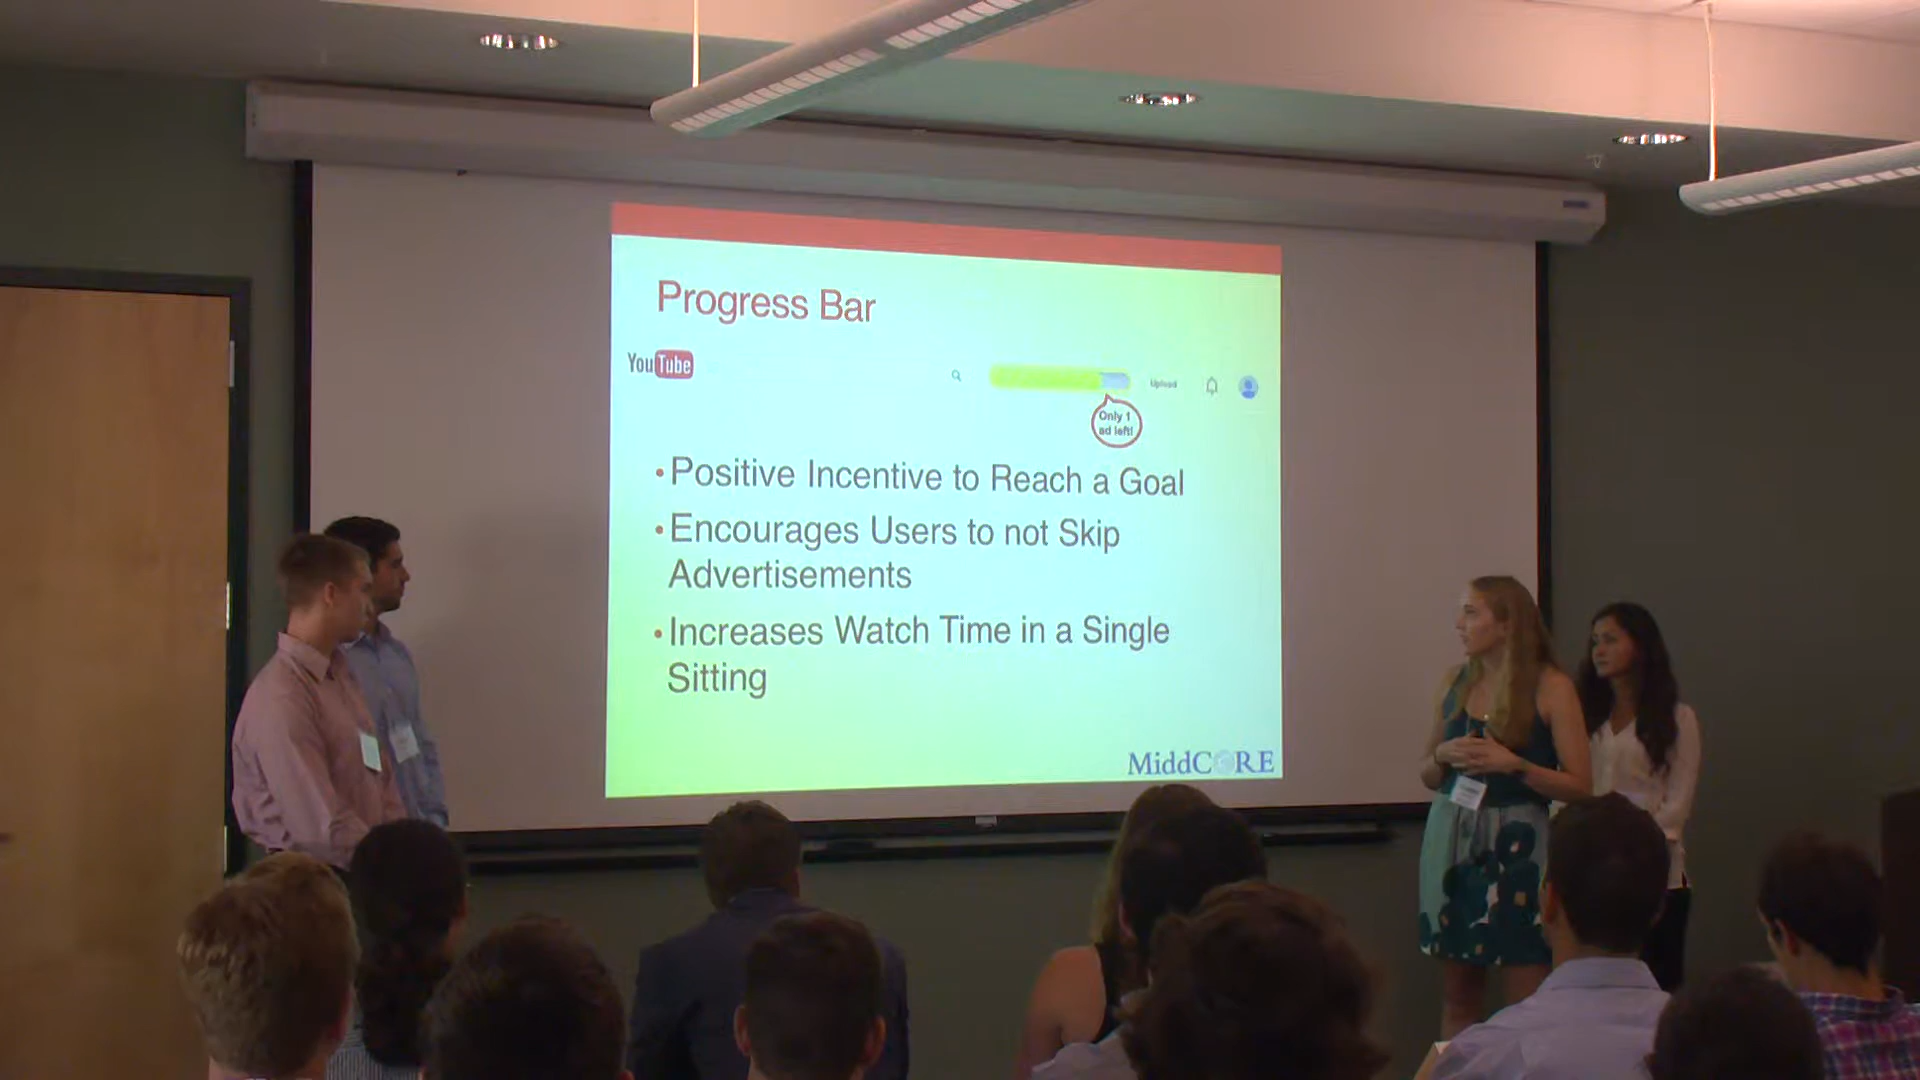 Progress Bar
YouTube
Upload
Only 1
ad left!
• Positive Incentive to Reach a Goal
• Encourages Users to not Skip
Advertisements
• Increases Watch Time in a Single
Sitting
MiddCORE